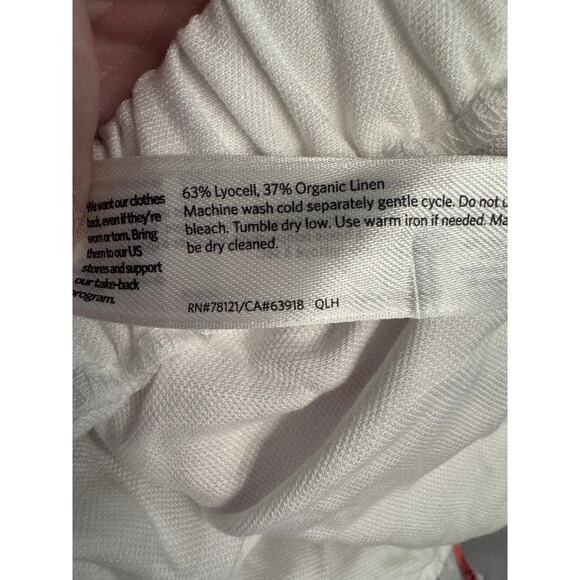 We want our clothes
back, even if they're
worn or torn. Bring
them to our US
stores and support
our take-back
program.
63% Lyocell, 37% Organic Linen
Machine wash cold separately gentle cycle. Do not
bleach. Tumble dry low. Use warm iron if needed.
be dry cleaned.
RN#78121/CA#63918 QLH